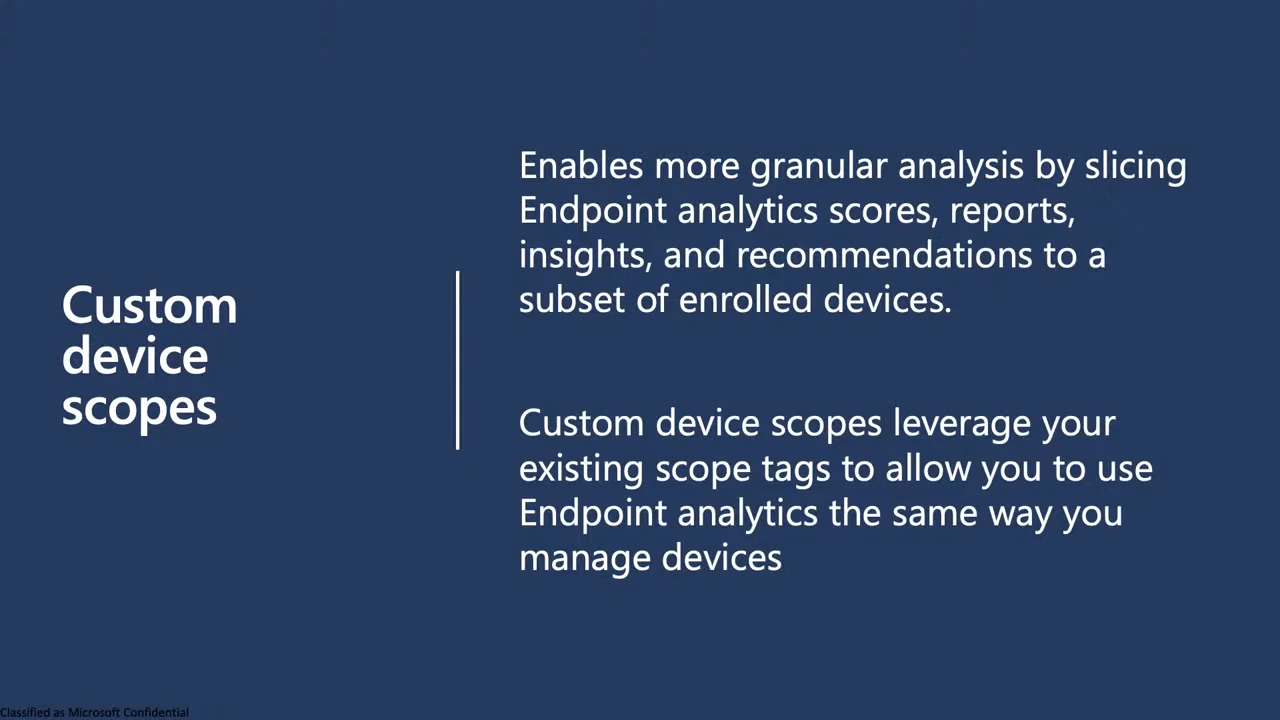 Custom
device
scopes
Enables more granular analysis by slicing
Endpoint analytics scores, reports,
insights, and recommendations to a
subset of enrolled devices.
Custom device scopes leverage your
existing scope tags to allow you to use
Endpoint analytics the same way you
manage devices
Classified as Microsoft Confidential